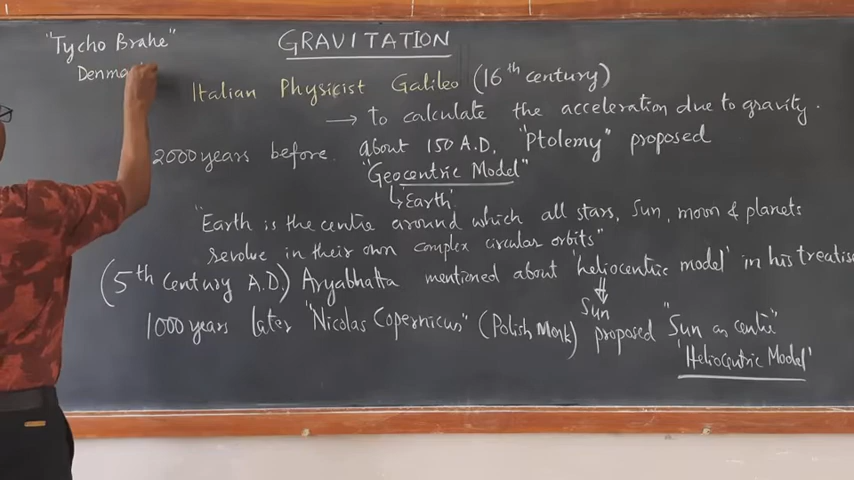 "Tycho Brahe"
Denma
GRAVITATION
Italian Physicist Galileo (16th century)
→ to calculate the acceleration due to gravity.
2000 years before. about 150 A.D. "Ptolemy" proposed
"Geocentric Model"
Earth'
"Earth is the centre around which all stars, Sun, moon & planets
revolve in their own complex circular orbits"
(5th Century A.D.) Aryabhatta mentioned about 'heliocentric model' in his treatise
Sun
1000 years later "Nicolas Copernicus" (Polish Monk) proposed "Sun as centre"
'Heliocentric Model'